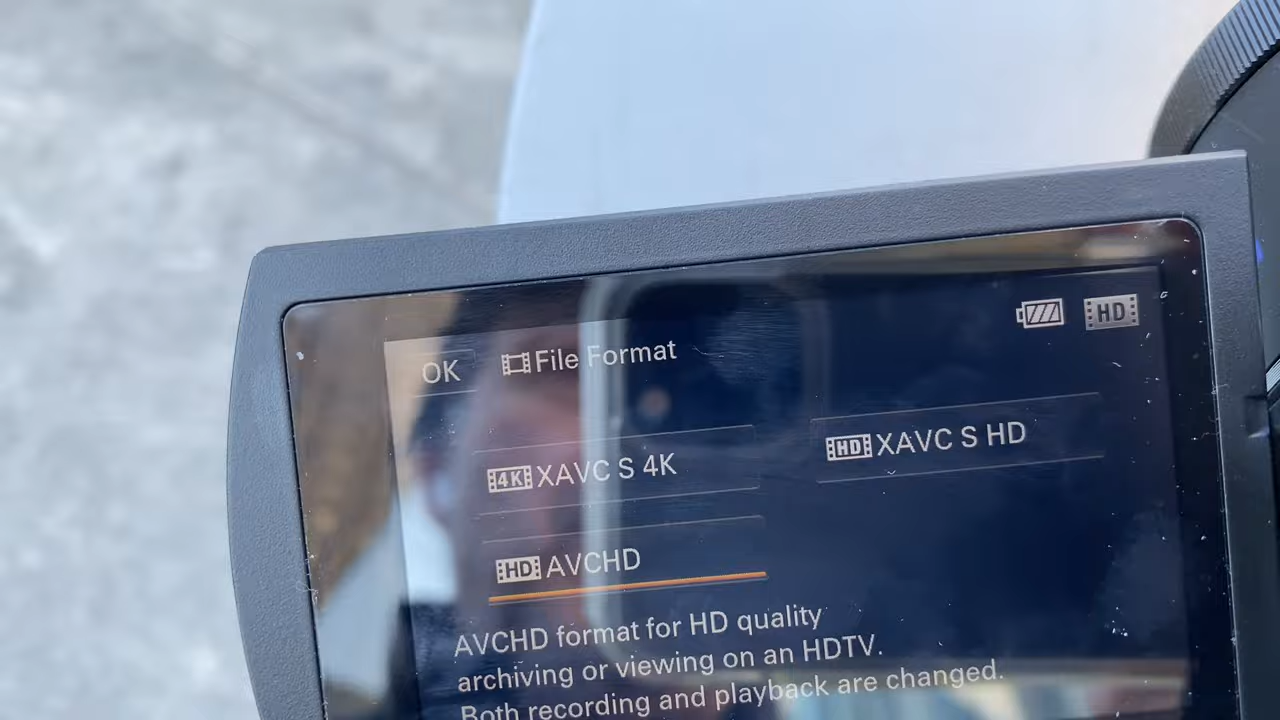 HD
OK File Format
4K XAVC S 4K
HD XAVC S HD
HD AVCHD
AVCHD format for HD quality
archiving or viewing on an HDTV.
Both recording and playback are changed.